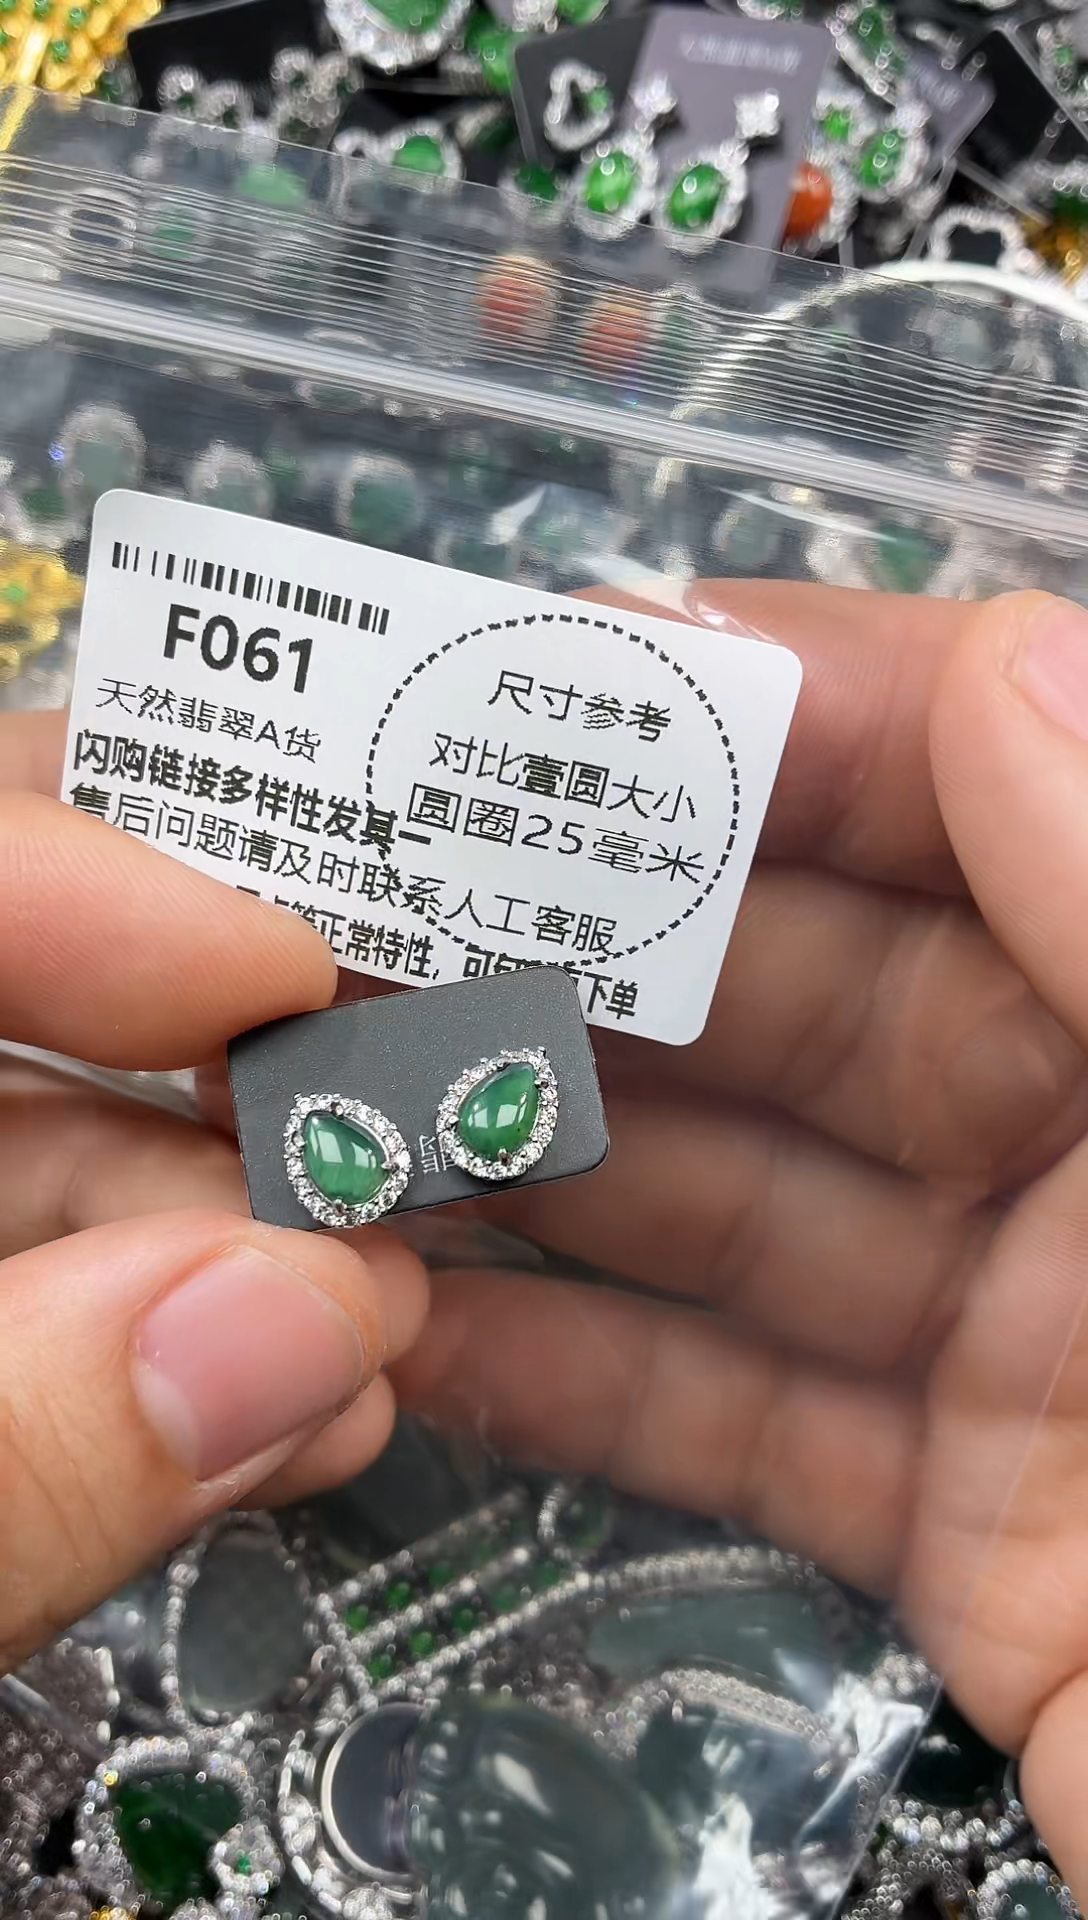 F061
天然翡翠A货
闪购链接多样性发其一
售后问题请及时联系人工客服
等正常特性,可
下单
尺寸参考
对比壹圆大小
圆圈25毫米